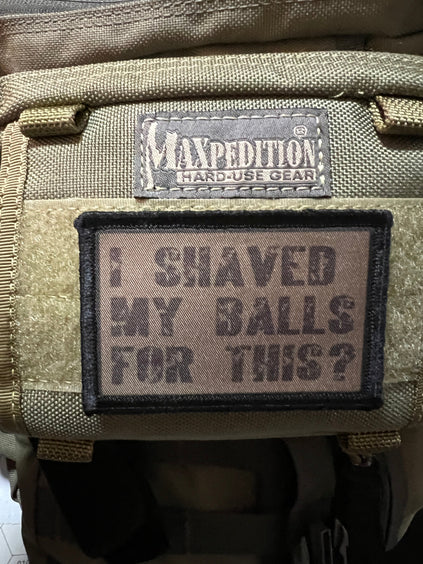 MAXPEDITION®
HARD-USE GEAR
I SHAVED
MY BALLS
FOR THIS?